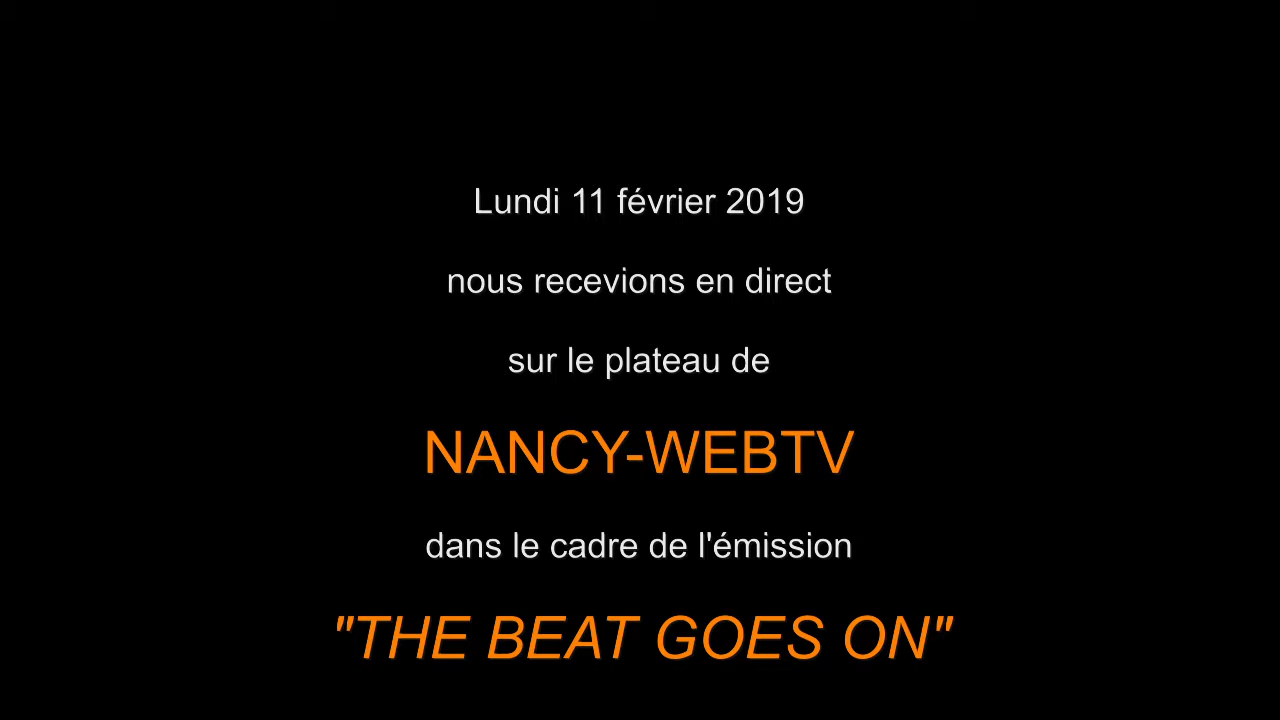 Lundi 11 février 2019
nous recevions en direct
sur le plateau de
NANCY-WEBTV
dans le cadre de l'émission
"THE BEAT GOES ON"